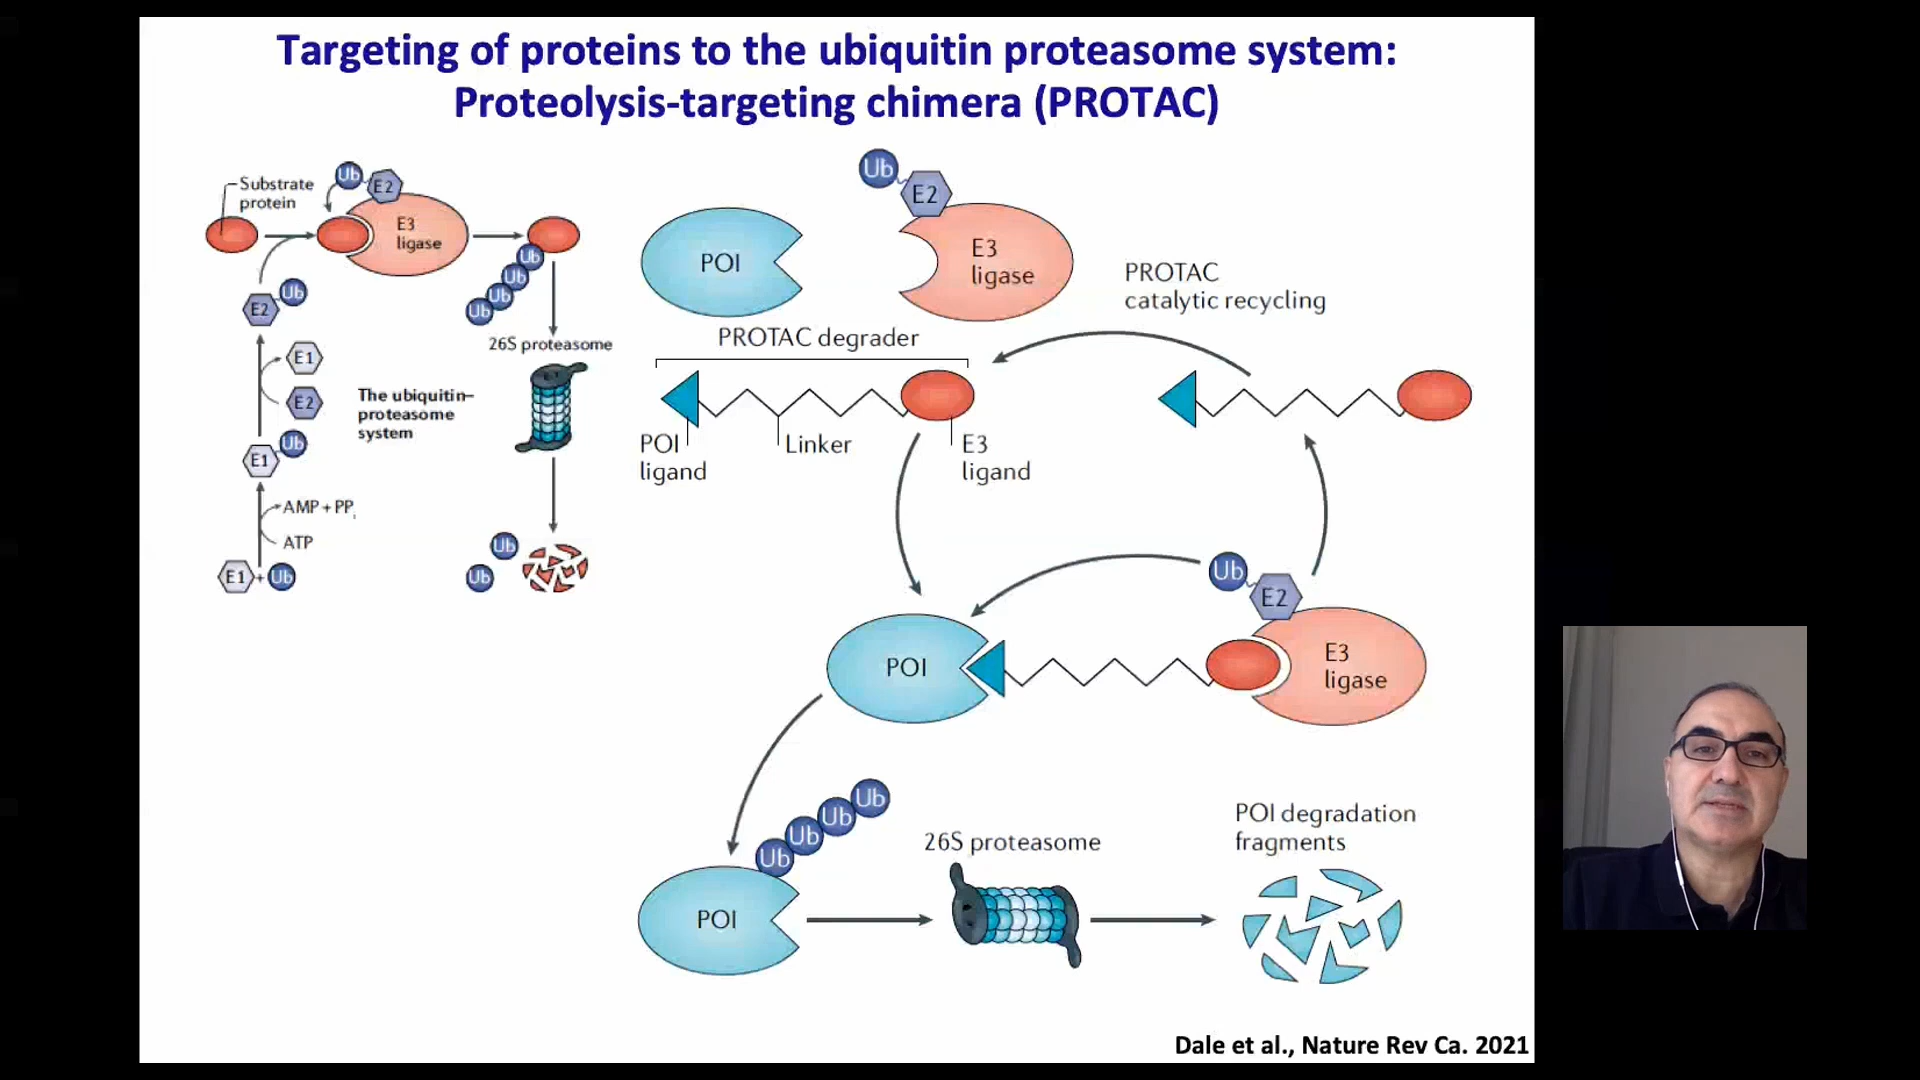 Targeting of proteins to the ubiquitin proteasome system:
Proteolysis-targeting chimera (PROTAC)
Substrate
protein
Ub
E2
E3
ligase
E2
Ub
Ub
Ub
Ub
Ub
E1
E2
The ubiquitin–
proteasome
system
26S proteasome
E1
Ub
AMP + PPi
ATP
E1
+
Ub
Ub
Ub
Ub
E2
POI
E3
ligase
PROTAC
catalytic recycling
PROTAC degrader
POI
ligand
Linker
E3
ligand
Ub
E2
POI
E3
ligase
Ub
Ub
Ub
Ub
POI
26S proteasome
POI degradation
fragments
Dale et al., Nature Rev Ca. 2021